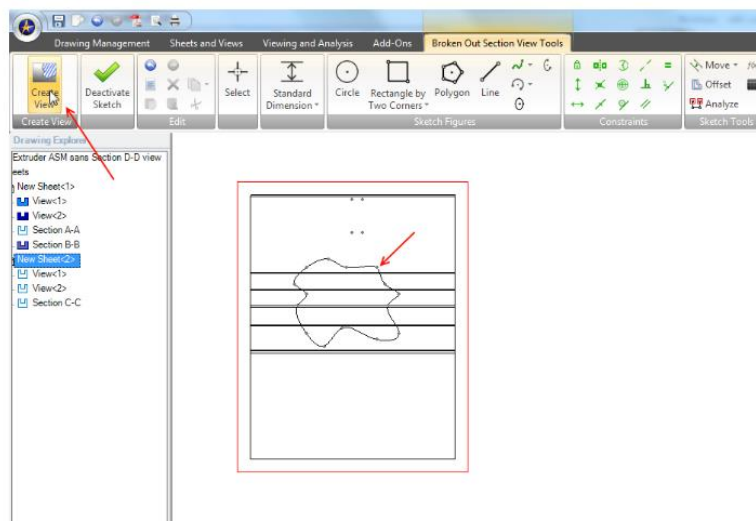 Drawing Management Sheets and Views Viewing and Analysis Add-Ons Broken Out Section View Tools
Create View
Deactivate Sketch
Select
Standard Dimension
Circle
Rectangle by Two Corners
Polygon
Line
Move
Offset
Analyze
Create View Edit Sketch Figures Constraints Sketch Tools
Drawing Explorer
Extruder ASM sans Section D-D view
eets
New Sheet<1>
View<1>
View<2>
Section A-A
Section B-B
New Sheet<2>
View<1>
View<2>
Section C-C